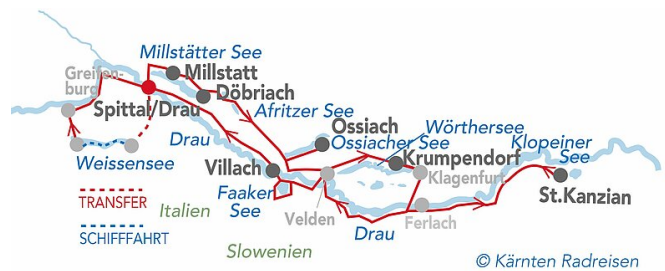 Millstätter See
Millstatt
Greifen-
burg
Döbriach
Spittal/Drau
Afritzer See
Ossiach
Wörthersee
Drau
Ossiacher See
Klopeiner
See
Weissensee
Villach
Krumpendorf
Klagenfurt
Faaker
See
St.Kanzian
TRANSFER
Italien
Velden
Ferlach
SCHIFFFAHRT
Drau
Slowenien
© Kärnten Radreisen